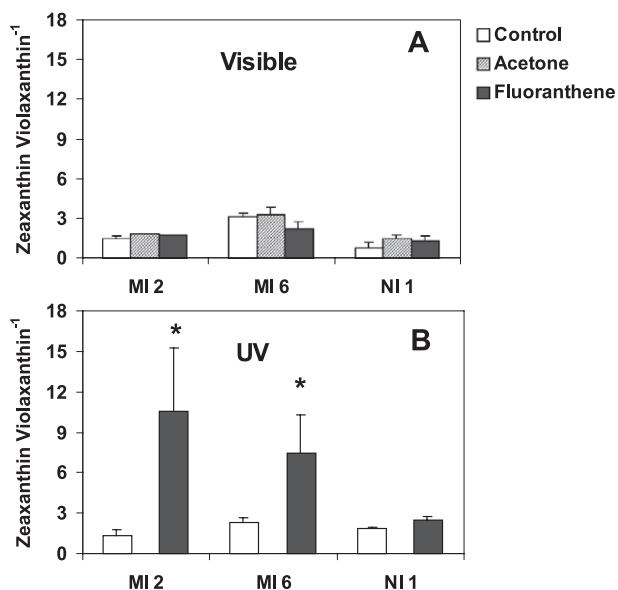 A
Visible
Control
Acetone
Fluoranthene
Zeaxanthin Violaxanthin⁻¹
18
15
12
9
6
3
0
MI 2
MI 6
NI 1
B
UV
*
*
Zeaxanthin Violaxanthin⁻¹
18
15
12
9
6
3
0
MI 2
MI 6
NI 1